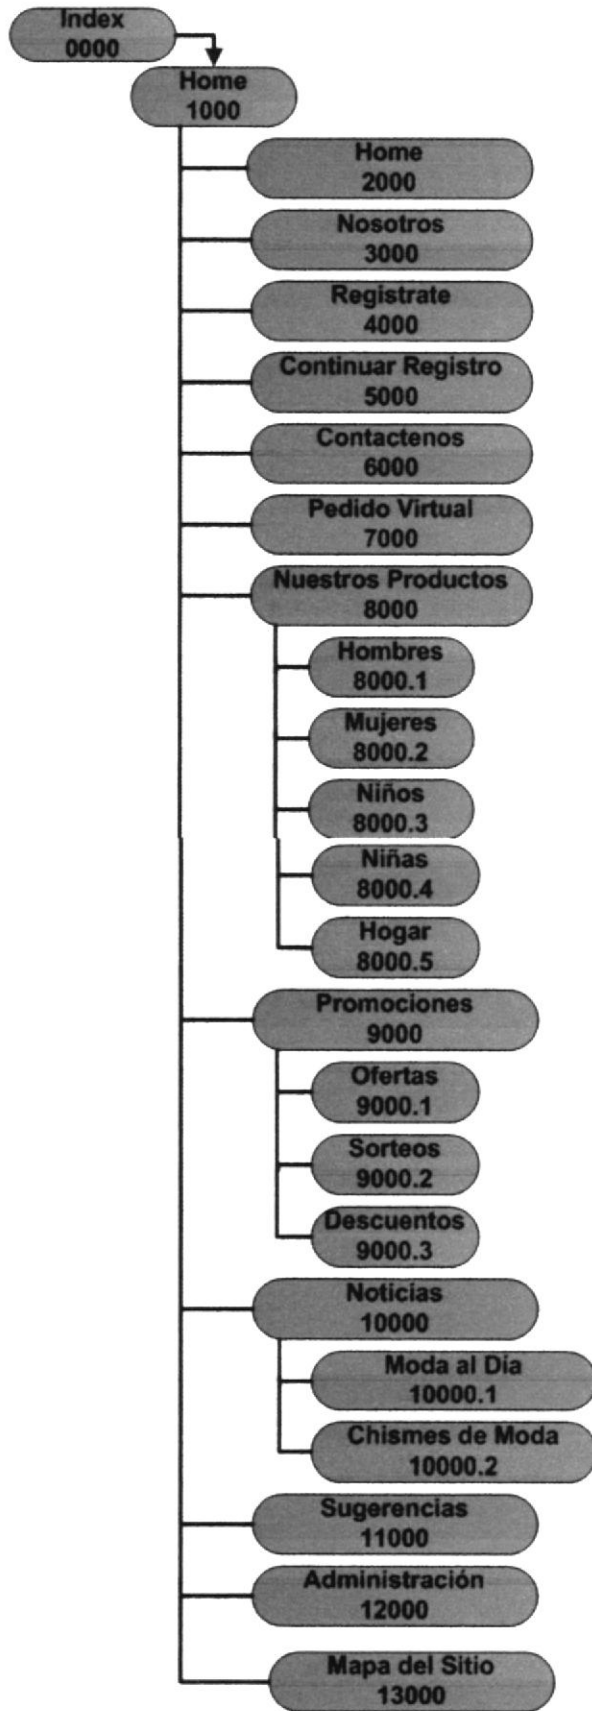 Index
0000
Home
1000
Home
2000
Nosotros
3000
Registrate
4000
Continuar Registro
5000
Contactenos
6000
Pedido Virtual
7000
Nuestros Productos
8000
Hombres
8000.1
Mujeres
8000.2
Niños
8000.3
Niñas
8000.4
Hogar
8000.5
Promociones
9000
Ofertas
9000.1
Sorteos
9000.2
Descuentos
9000.3
Noticias
10000
Moda al Día
10000.1
Chismes de Moda
10000.2
Sugerencias
11000
Administración
12000
Mapa del Sitio
13000